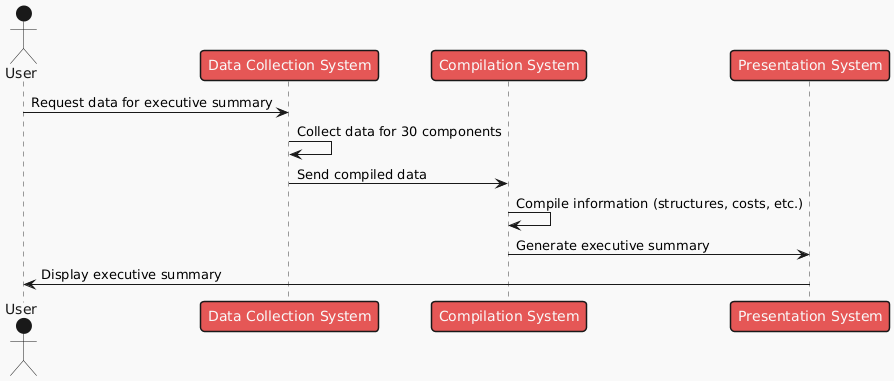 User
Data Collection System
Compilation System
Presentation System
Request data for executive summary
Collect data for 30 components
Send compiled data
Compile information (structures, costs, etc.)
Generate executive summary
Display executive summary
User
Data Collection System
Compilation System
Presentation System